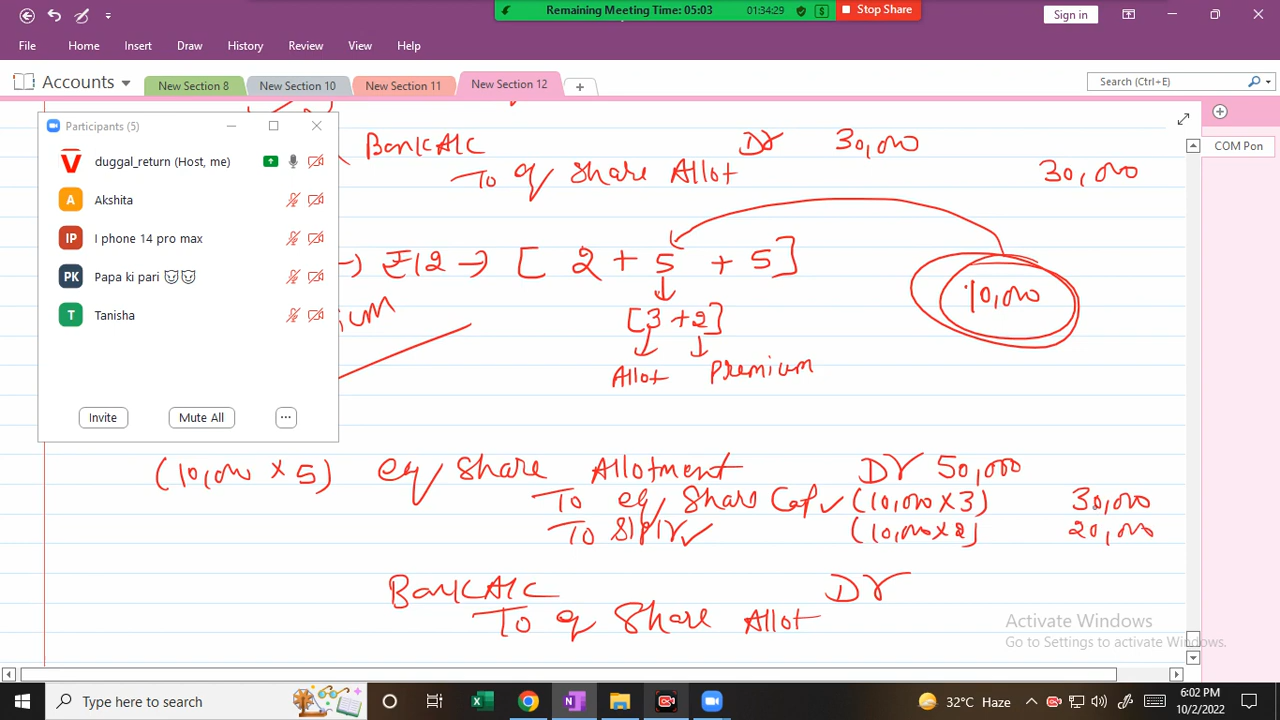 Remaining Meeting Time: 05:03
01:34:29
Stop Share
Sign in
File Home Insert Draw History Review View Help
Accounts
New Section 8
New Section 10
New Section 11
New Section 12
Search (Ctrl+E)
COM Pon
Participants (5)
duggal_return (Host, me)
A Akshita
IP I phone 14 pro max
PK Papa ki pari
T Tanisha
Invite
Mute All
...
Bank A/C Dr 30,000
To eq Share Allot 30,000
→ ₹12 → [ 2 + 5 + 5 ]
10,000
[3 + 2]
Allot Premium
(10,000 × 5) eq Share Allotment Dr 50,000
To eq Share Cap (10,000 × 3) 30,000
To S/P/r (10,000 × 2) 20,000
Bank A/C Dr
To eq Share Allot
Activate Windows
Go to Settings to activate Windows.
Type here to search
32°C Haze
6:02 PM
10/2/2022